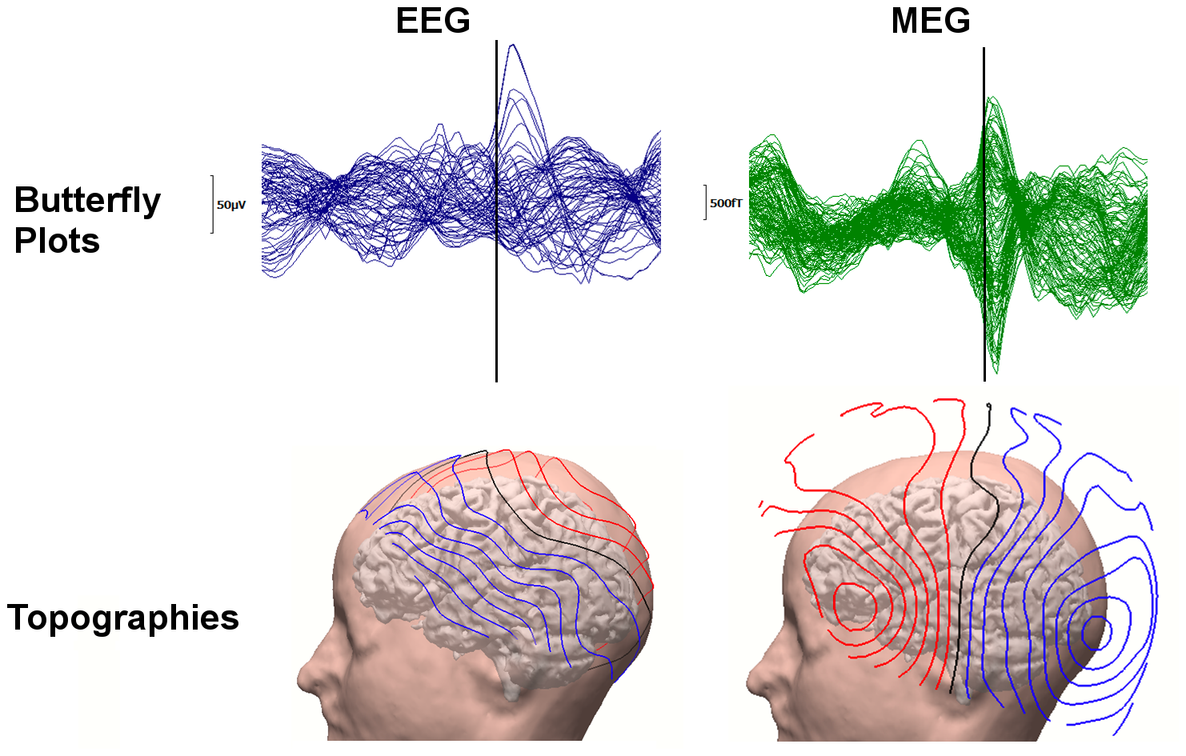 EEG
MEG
Butterfly
Plots
50μV
500fT
Topographies